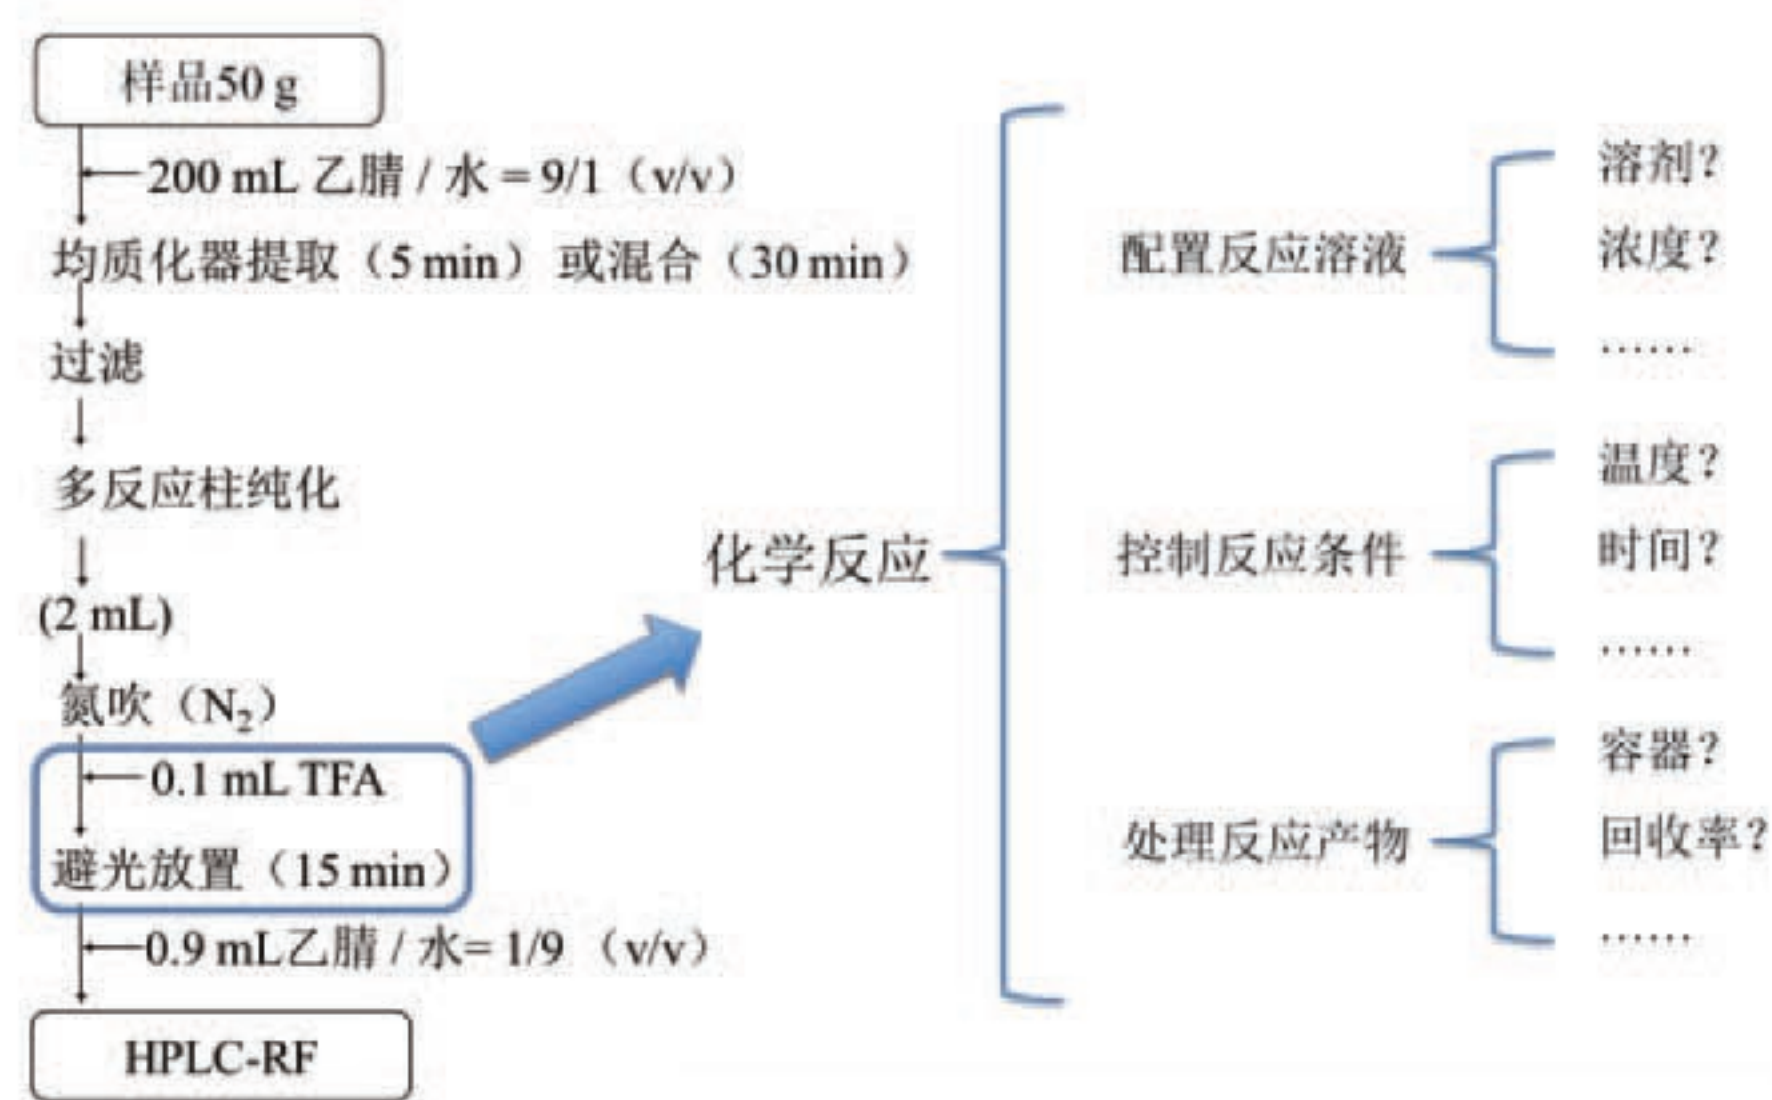 样品50 g
200 mL 乙腈 / 水 = 9/1（v/v）
均质化器提取（5 min）或混合（30 min）
过滤
多反应柱纯化
(2 mL)
氮吹（N₂）
0.1 mL TFA
避光放置（15 min）
0.9 mL乙腈 / 水= 1/9 （v/v）
HPLC-RF
化学反应
配置反应溶液
溶剂?
浓度?
......
控制反应条件
温度?
时间?
......
处理反应产物
容器?
回收率?
......